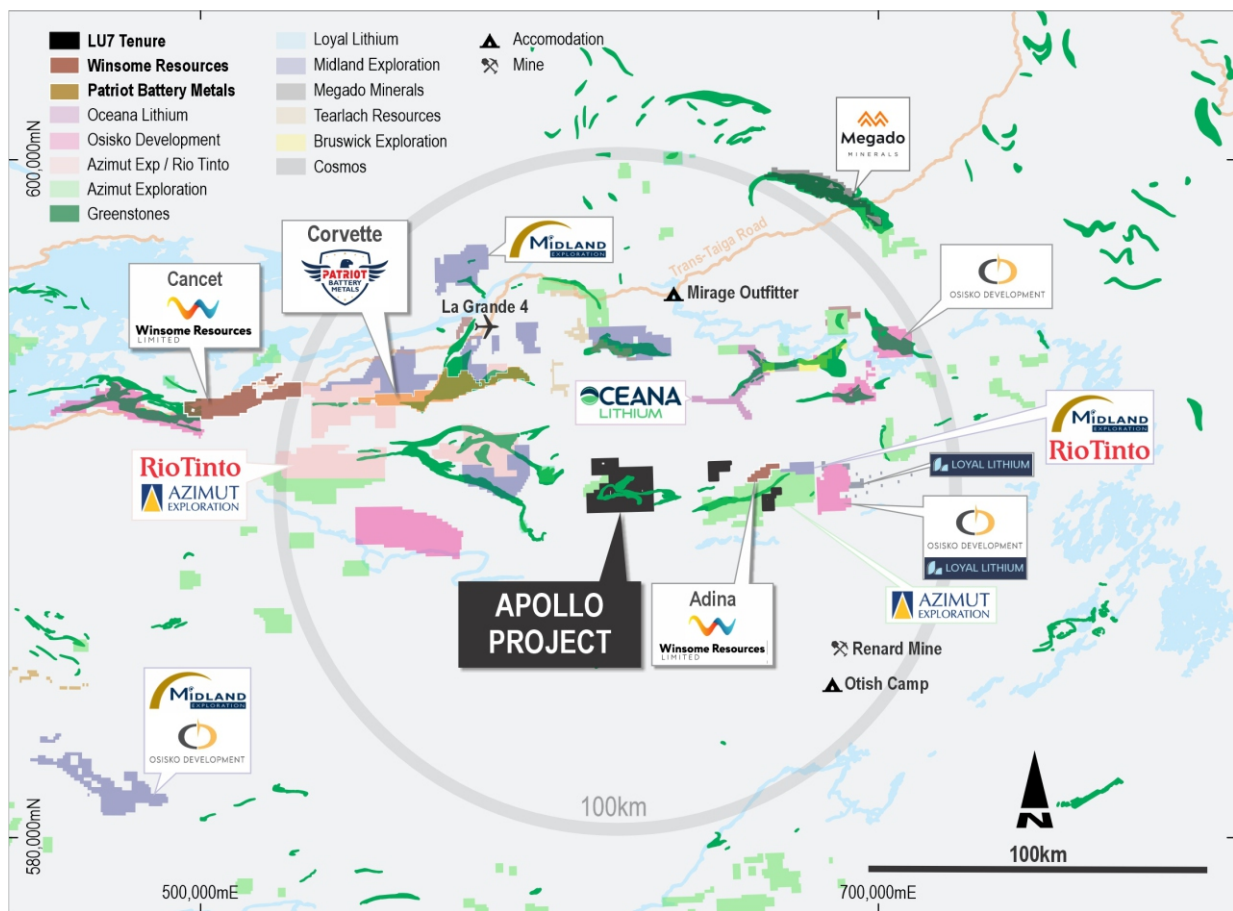 LU7 Tenure
Winsome Resources
Patriot Battery Metals
Oceana Lithium
Osisko Development
Azimut Exp / Rio Tinto
Azimut Exploration
Greenstones
Loyal Lithium
Midland Exploration
Megado Minerals
Tearlach Resources
Bruswick Exploration
Cosmos
Accomodation
Mine
600,000mN
Megado
MINERALS
Trans-Taiga Road
Corvette
PATRIOT
BATTERY
METALS
MIDLAND
EXPLORATION
Cancet
Winsome Resources
LIMITED
La Grande 4
Mirage Outfitter
OSISKO DEVELOPMENT
OCEANA
LITHIUM
MIDLAND
EXPLORATION
RioTinto
RioTinto
AZIMUT
EXPLORATION
LOYAL LITHIUM
OSISKO DEVELOPMENT
LOYAL LITHIUM
APOLLO
PROJECT
Adina
Winsome Resources
LIMITED
AZIMUT
EXPLORATION
Renard Mine
Otish Camp
MIDLAND
EXPLORATION
OSISKO DEVELOPMENT
100km
580,000mN
N
100km
500,000mE
700,000mE